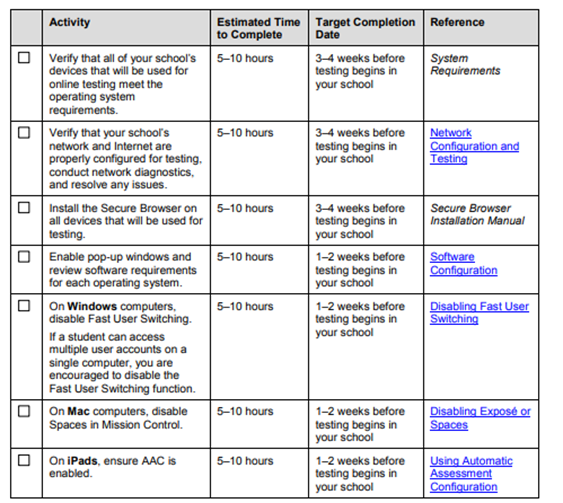 Activity
Estimated Time
to Complete
Target Completion
Date
Reference
Verify that all of your school's
devices that will be used for
online testing meet the
operating system
requirements.
5–10 hours
3–4 weeks before
testing begins in
your school
System
Requirements
Verify that your school's
network and Internet are
properly configured for testing,
conduct network diagnostics,
and resolve any issues.
5–10 hours
3–4 weeks before
testing begins in
your school
Network
Configuration and
Testing
Install the Secure Browser on
all devices that will be used for
testing.
5–10 hours
3–4 weeks before
testing begins in
your school
Secure Browser
Installation Manual
Enable pop-up windows and
review software requirements
for each operating system.
5–10 hours
1–2 weeks before
testing begins in
your school
Software
Configuration
On Windows computers,
disable Fast User Switching.
If a student can access
multiple user accounts on a
single computer, you are
encouraged to disable the
Fast User Switching function.
5–10 hours
1–2 weeks before
testing begins in
your school
Disabling Fast User
Switching
On Mac computers, disable
Spaces in Mission Control.
5–10 hours
1–2 weeks before
testing begins in
your school
Disabling Exposé or
Spaces
On iPads, ensure AAC is
enabled.
5–10 hours
1–2 weeks before
testing begins in
your school
Using Automatic
Assessment
Configuration